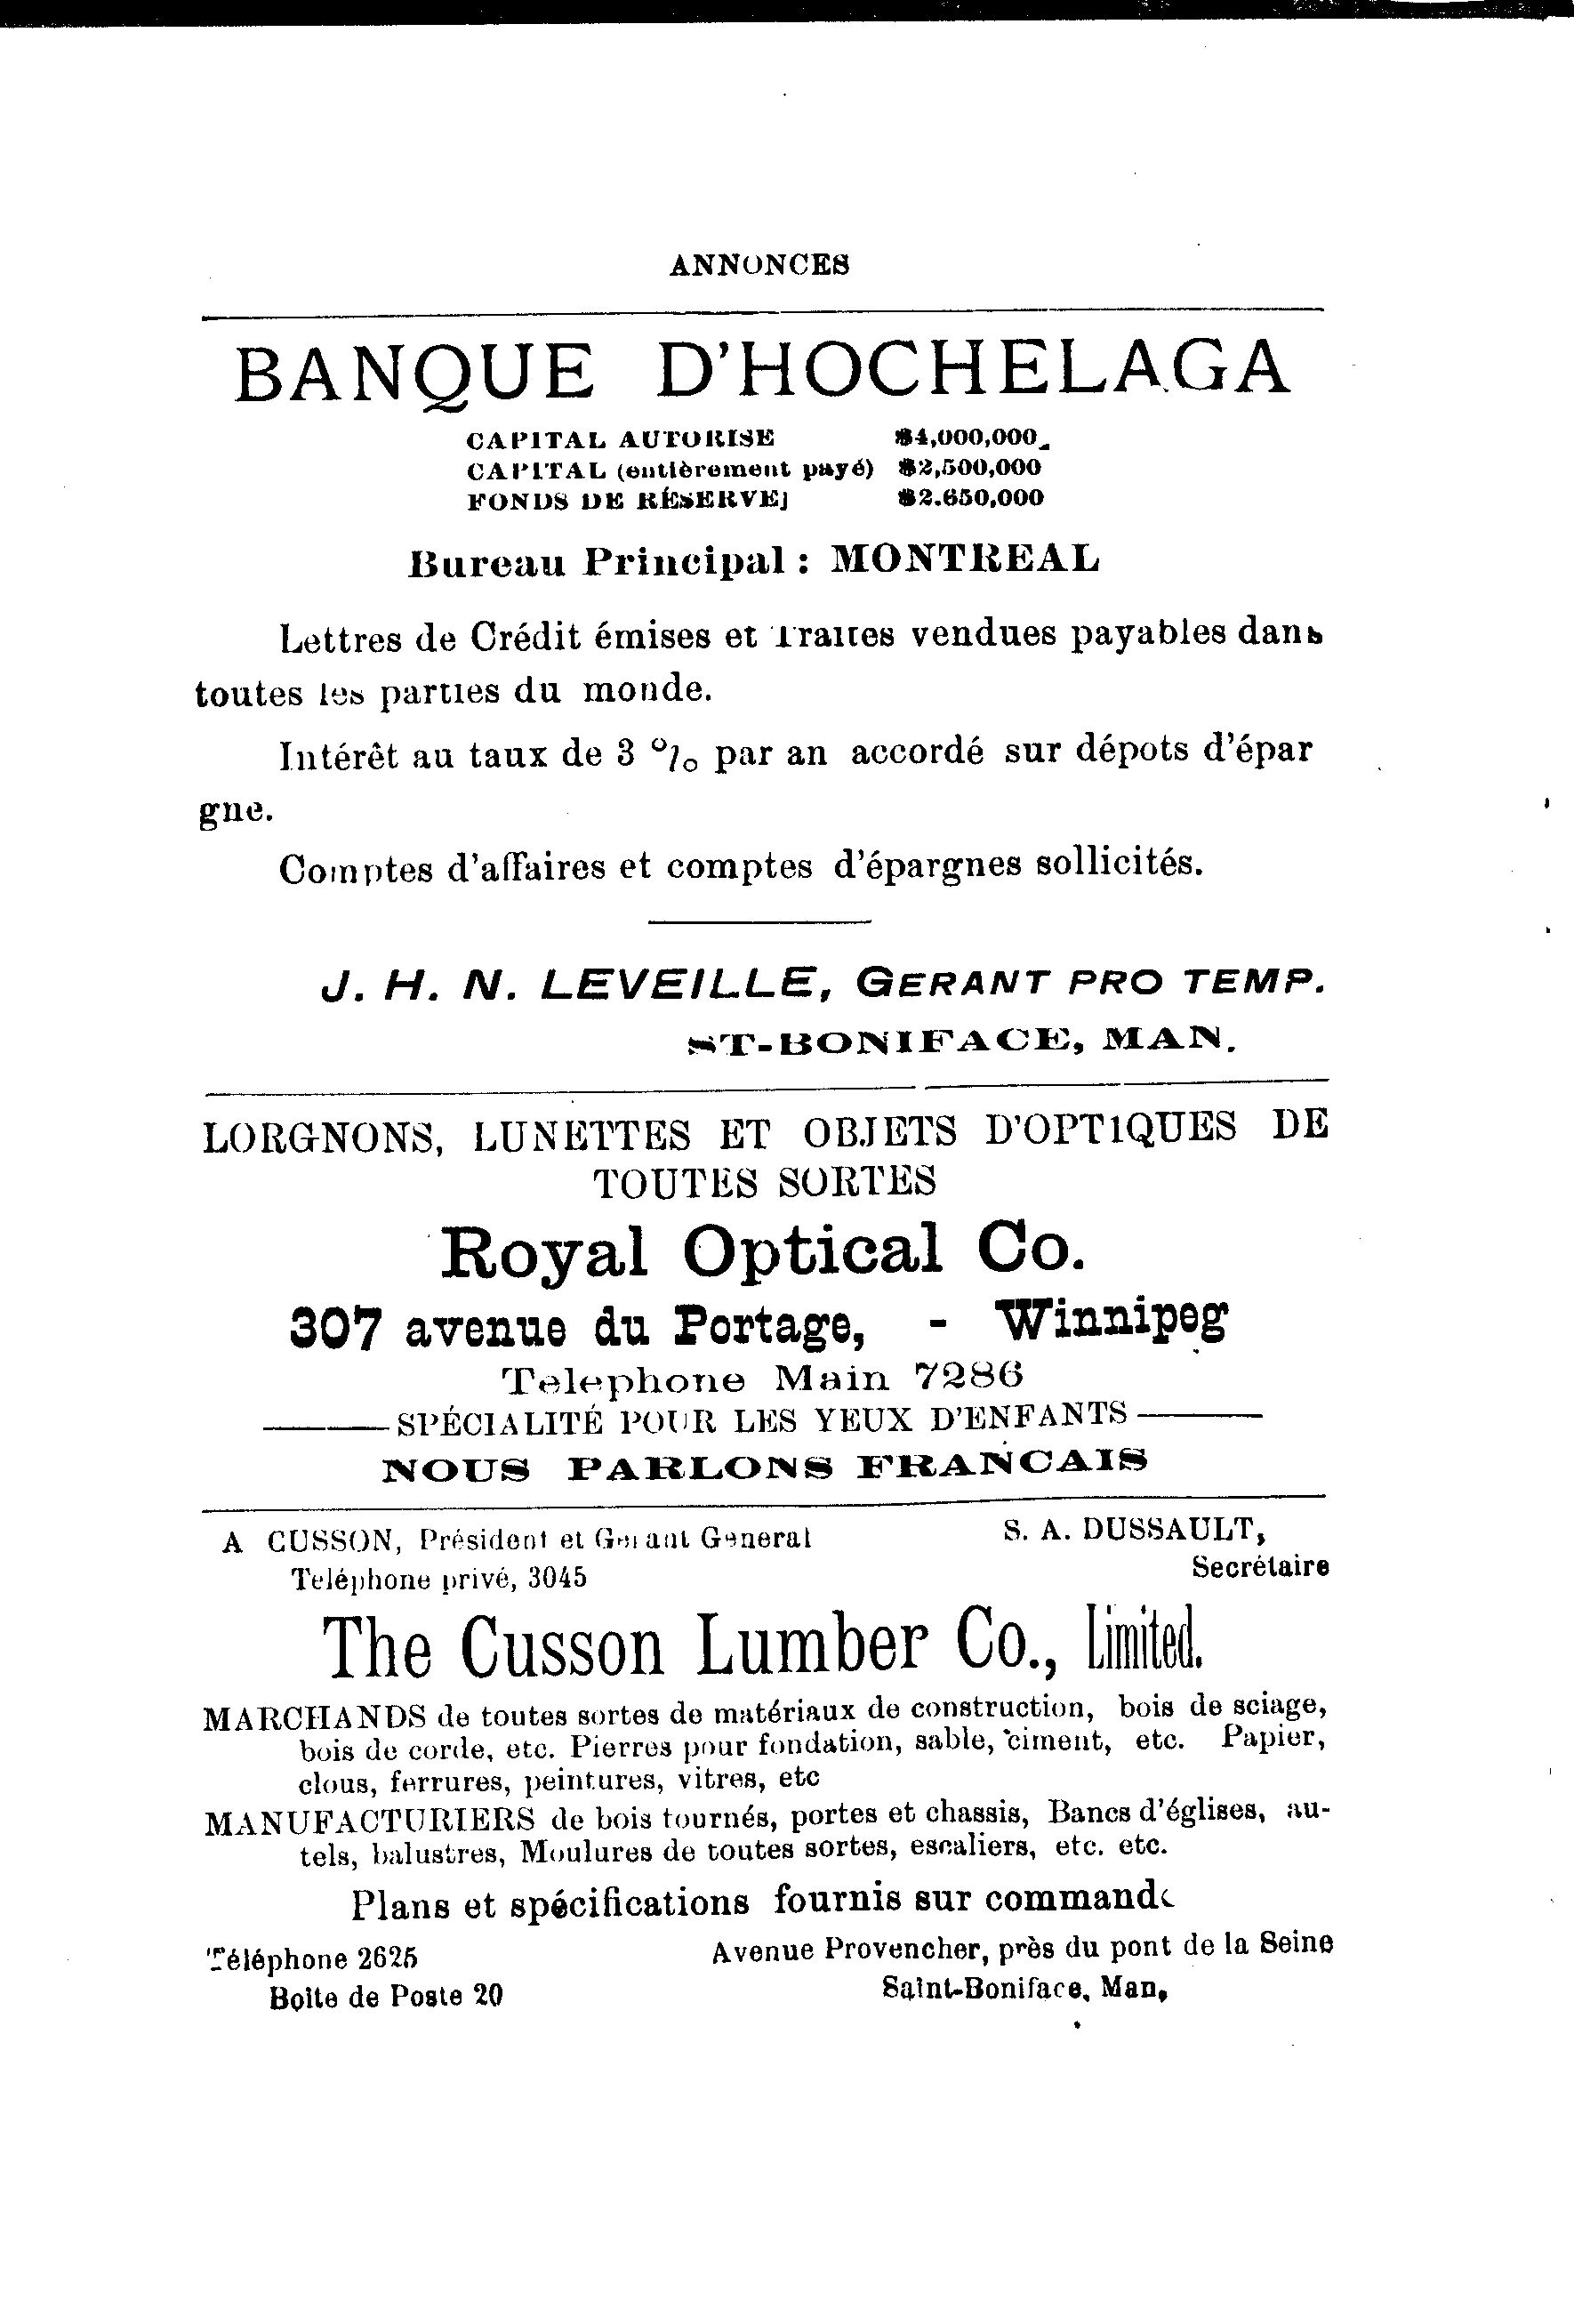 ANNONCES
BANQUE D'HOCHELAGA
CAPITAL AUTORISE $4,000,000
CAPITAL (entièrement payé) $2,500,000
FONDS DE RÉSERVE] $2.650,000
Bureau Principal : MONTREAL
Lettres de Crédit émises et Traites vendues payables dans
toutes les parties du monde.
Intérêt au taux de 3 % par an accordé sur dépots d'épar
gne.
Comptes d'affaires et comptes d'épargnes sollicités.
J. H. N. LEVEILLE, GERANT PRO TEMP.
ST-BONIFACE, MAN.
LORGNONS, LUNETTES ET OBJETS D'OPTIQUES DE
TOUTES SORTES
Royal Optical Co.
307 avenue du Portage, - Winnipeg
Telephone Main 7286
SPÉCIALITÉ POUR LES YEUX D'ENFANTS
NOUS PARLONS FRANCAIS
A CUSSON, Président et Gerant General S. A. DUSSAULT,
Teléphone privé, 3045 Secrétaire
The Cusson Lumber Co., Limited.
MARCHANDS de toutes sortes de matériaux de construction, bois de sciage,
bois de corde, etc. Pierres pour fondation, sable, ciment, etc. Papier,
clous, ferrures, peintures, vitres, etc
MANUFACTURIERS de bois tournés, portes et chassis, Bancs d'églises, au-
tels, balustres, Moulures de toutes sortes, escaliers, etc. etc.
Plans et spécifications fournis sur commande
Téléphone 2625 Avenue Provencher, près du pont de la Seine
Boite de Poste 20 Saint-Boniface, Man,